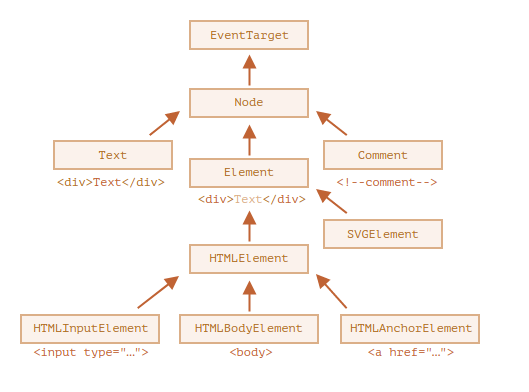 EventTarget
Node
Text
Element
Comment
<div>Text</div>
<div>Text</div>
<!--comment-->
SVGElement
HTMLElement
HTMLInputElement
HTMLBodyElement
HTMLAnchorElement
<input type="…">
<body>
<a href="…">